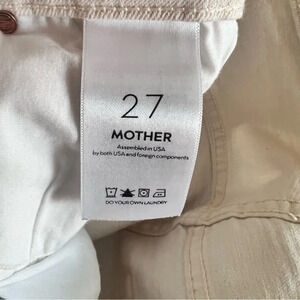 27
MOTHER
Assembled in USA
by both USA and foreign components
DO YOUR OWN LAUNDRY